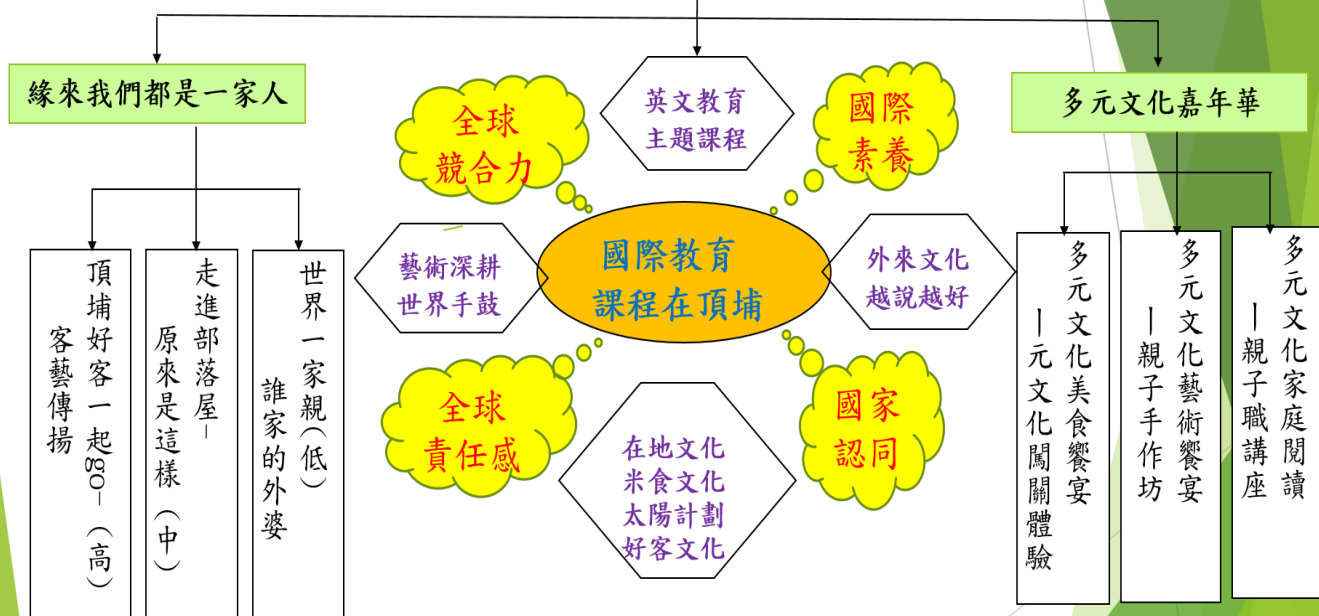 緣來我們都是一家人
全球
競合力
英文教育
主題課程
國際
素養
多元文化嘉年華
頂埔好客一起go-（高）
客藝傳揚
走進部落屋-
原來是這樣（中）
世界一家親(低)
誰家的外婆
藝術深耕
世界手鼓
國際教育
課程在頂埔
外來文化
越說越好
全球
責任感
在地文化
米食文化
太陽計劃
好客文化
國家
認同
多元文化美食饗宴
—元文化闖關體驗
多元文化藝術饗宴
—親子手作坊
多元文化家庭閱讀
—親子職講座